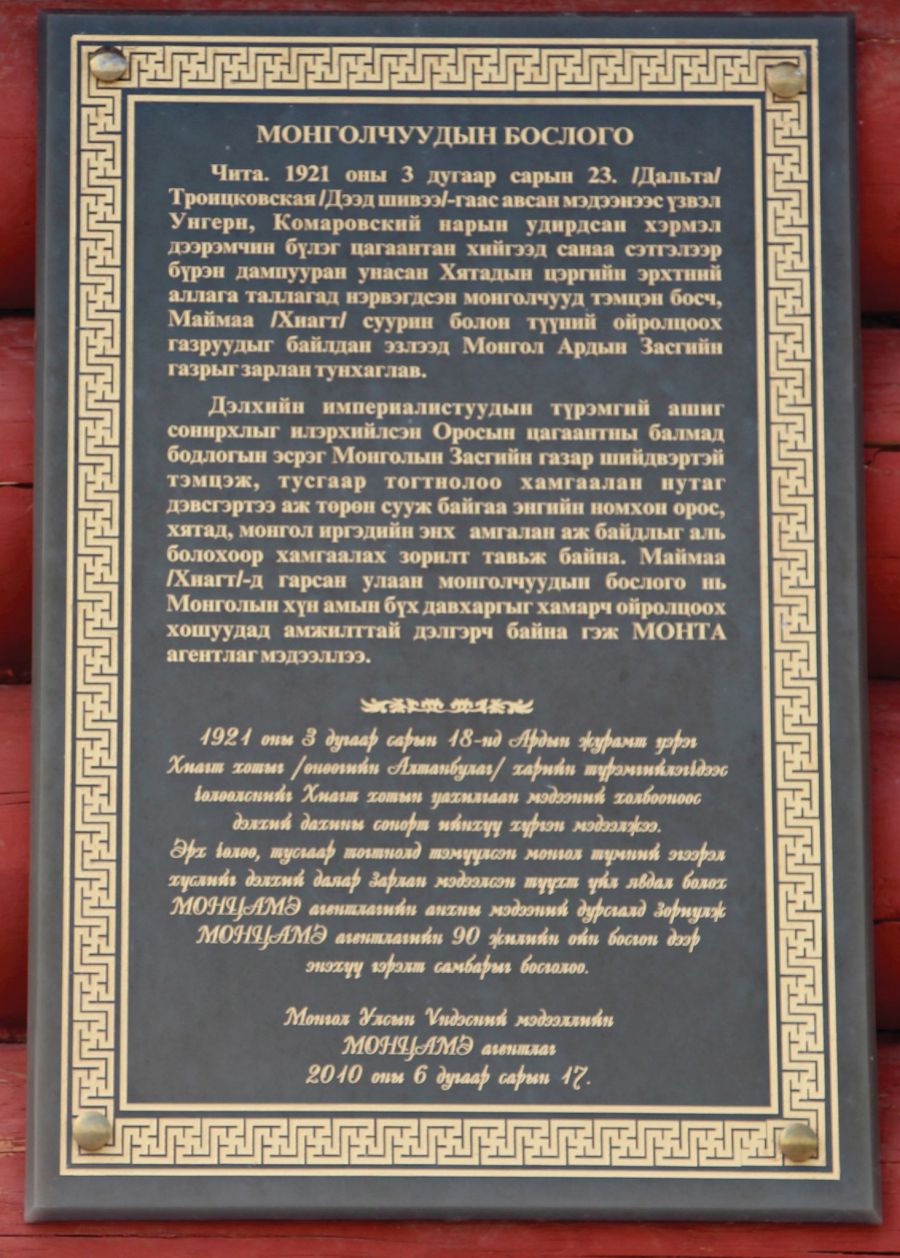 МОНГОЛЧУУДЫН БОСЛОГО
Чита. 1921 оны 3 дугаар сарын 23. /Дальта/
Троицковская /Дээд шивээ/-гаас авсан мэдээнээс үзвэл
Унгерн, Комаровский нарын удирдсан хэрмэл
дээрэмчин бүлэг цагаантан хийгээд санаа сэтгэлээр
бүрэн дампууран унасан Хятадын цэргийн эрхтний
аллага таллагад нэрвэгдсэн монголчууд тэмцэн босч,
Маймаа /Хиагт/ суурин болон түүний ойролцоох
газруудыг байлдан эзлээд Монгол Ардын Засгийн
газрыг зарлан тунхаглав.
Дэлхийн империалистуудын түрэмгий ашиг
сонирхлыг илэрхийлсэн Оросын цагаантны балмад
бодлогын эсрэг Монголын Засгийн газар шийдвэртэй
тэмцэж, тусгаар тогтнолоо хамгаалан нутаг
дэвсгэртээ аж төрөн сууж байгаа энгийн номхон орос,
хятад, монгол иргэдийн энх амгалан аж байдлыг аль
болохоор хамгаалах зорилт тавьж байна. Маймаа
/Хиагт/-д гарсан улаан монголчуудын бослого нь
Монголын хүн амын бүх давхаргыг хамарч ойролцоох
хошуудад амжилттай дэлгэрч байна гэж МОНТА
агентлаг мэдээллээ.
1921 оны 3 дугаар сарын 18-нд Ардын журамт цэрэг
Хиагт хотыг /өнөөгийн Алтанбулаг/ харийн түрэмгийлэгчдээс
чөлөөлснийг Хиагт хотын цахилгаан мэдээний холбооноос
дэлхий дахины сонорт ийнхүү хүргэн мэдээлжээ.
Эрх чөлөө, тусгаар тогтнолд тэмүүлсэн монгол түмний эгээрэл
хүслийг дэлхий даяар зарлан мэдээлсэн түүхт үйл явдал болох
МОНЦАМЭ агентлагийн анхны мэдээний дурсгалд зориулж
МОНЦАМЭ агентлагийн 90 жилийн ойн босгон дээр
энэхүү гэрэлт самбарыг босголоо.
Монгол Улсын Үндэсний мэдээллийн
МОНЦАМЭ агентлаг
2010 оны 6 дугаар сарын 17.